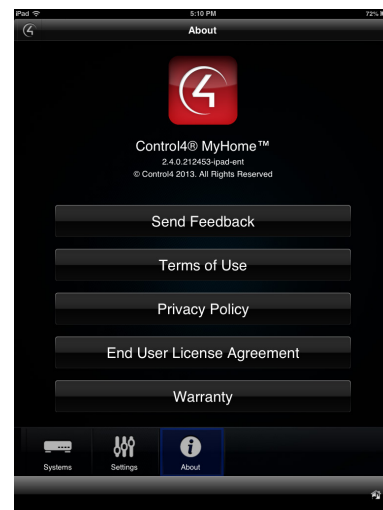 iPad 5:10 PM 72%
About
Control4® MyHome™
2.4.0.212453-ipad-ent
© Control4 2013. All Rights Reserved
Send Feedback
Terms of Use
Privacy Policy
End User License Agreement
Warranty
Systems Settings About